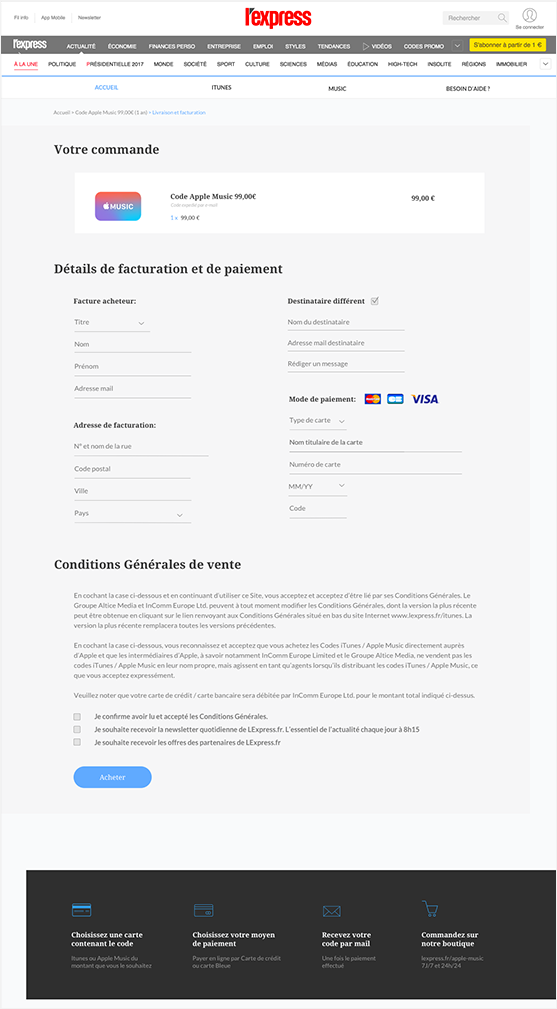 Fil info App Mobile Newsletter
l'express
Rechercher
Se connecter
l'express ACTUALITÉ ÉCONOMIE FINANCES PERSO ENTREPRISE EMPLOI STYLES TENDANCES VIDÉOS CODES PROMO S'abonner à partir de 1 €
À LA UNE POLITIQUE PRÉSIDENTIELLE 2017 MONDE SOCIÉTÉ SPORT CULTURE SCIENCES MÉDIAS ÉDUCATION HIGH-TECH INSOLITE RÉGIONS IMMOBILIER
ACCUEIL ITUNES MUSIC BESOIN D'AIDE ?
Accueil > Code Apple Music 99,00€ (1 an) > Livraison et facturation
Votre commande
MUSIC
Code Apple Music 99,00€ 99,00 €
Code expédié par e-mail
1 x 99,00 €
Détails de facturation et de paiement
Facture acheteur:
Titre
Nom
Prénom
Adresse mail
Adresse de facturation:
N° et nom de la rue
Code postal
Ville
Pays
Destinataire différent
Nom du destinataire
Adresse mail destinataire
Rédiger un message
Mode de paiement: MasterCard CB VISA
Type de carte
Nom titulaire de la carte
Numéro de carte
MM/YY
Code
Conditions Générales de vente
En cochant la case ci-dessous et en continuant d'utiliser ce Site, vous acceptez et acceptez d'être lié par ses Conditions Générales. Le
Groupe Altice Media et InComm Europe Ltd. peuvent à tout moment modifier les Conditions Générales, dont la version la plus récente
peut être obtenue en cliquant sur le lien renvoyant aux Conditions Générales situé en bas du site Internet www.lexpress.fr/itunes. La
version la plus récente remplacera toutes les versions précédentes.
En cochant la case ci-dessous, vous reconnaissez et acceptez que vous achetez les Codes iTunes / Apple Music directement auprès
d'Apple et que les intermédiaires d'Apple, à savoir notamment InComm Europe Limited et le Groupe Altice Media, ne vendent pas les
codes iTunes / Apple Music en leur nom propre, mais agissent en tant qu'agents lorsqu'ils distribuant les codes iTunes / Apple Music, ce
que vous acceptez expressément.
Veuillez noter que votre carte de crédit / carte bancaire sera débitée par InComm Europe Ltd. pour le montant total indiqué ci-dessus.
Je confirme avoir lu et accepté les Conditions Générales.
Je souhaite recevoir la newsletter quotidienne de LExpress.fr. L'essentiel de l'actualité chaque jour à 8h15
Je souhaite recevoir les offres des partenaires de LExpress.fr
Acheter
Choisissez une carte
contenant le code
Itunes ou Apple Music du
montant que vous le souhaitez
Choisissez votre moyen
de paiement
Payer en ligne par Carte de crédit
ou carte Bleue
Recevez votre
code par mail
Une fois le paiement
effectué
Commandez sur
notre boutique
lexpress.fr/apple-music
7J/7 et 24h/24